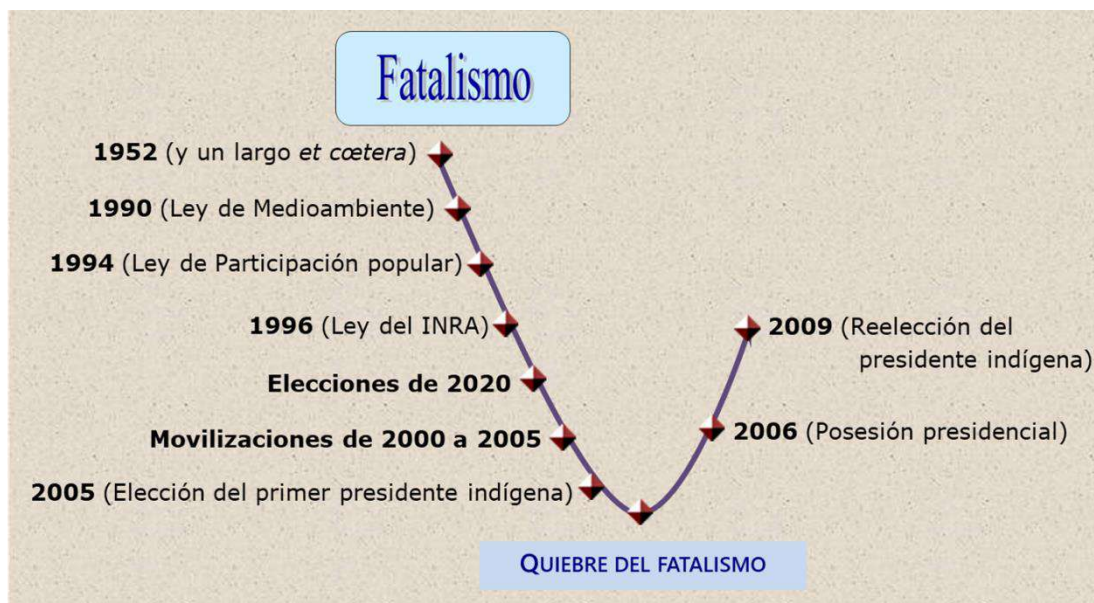 Fatalismo
1952 (y un largo et cœtera)
1990 (Ley de Medioambiente)
1994 (Ley de Participación popular)
1996 (Ley del INRA)
Elecciones de 2020
Movilizaciones de 2000 a 2005
2005 (Elección del primer presidente indígena)
2009 (Reelección del
presidente indígena)
2006 (Posesión presidencial)
QUIEBRE DEL FATALISMO